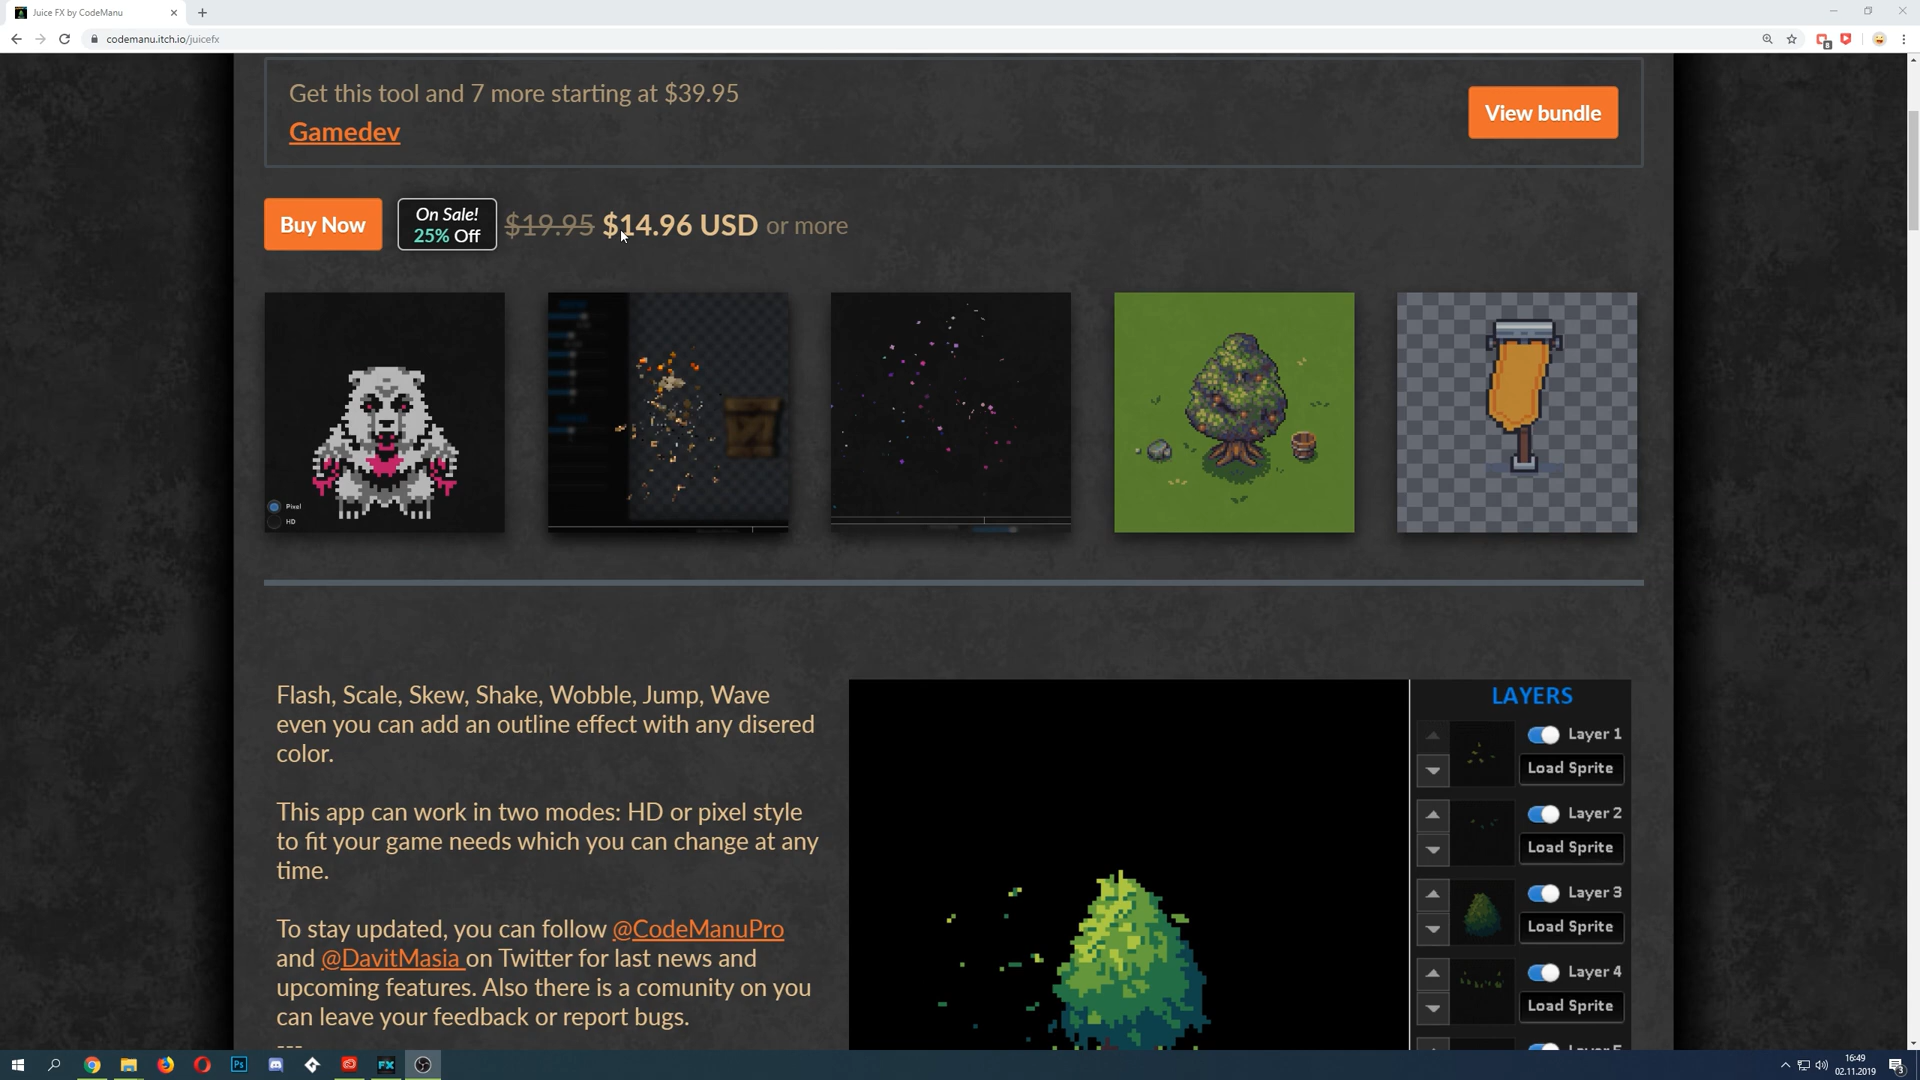 Juice FX by CodeManu
codemanu.itch.io/juicefx
Get this tool and 7 more starting at $39.95
Gamedev
View bundle
Buy Now
On Sale!
25% Off
$19.95 $14.96 USD or more
Pixel
HD
Flash, Scale, Skew, Shake, Wobble, Jump, Wave
even you can add an outline effect with any disered
color.
This app can work in two modes: HD or pixel style
to fit your game needs which you can change at any
time.
To stay updated, you can follow @CodeManuPro
and @DavitMasia on Twitter for last news and
upcoming features. Also there is a comunity on you
can leave your feedback or report bugs.
---
LAYERS
Layer 1
Load Sprite
Layer 2
Load Sprite
Layer 3
Load Sprite
Layer 4
Load Sprite
Ps
FX
16:49
02.11.2019
3